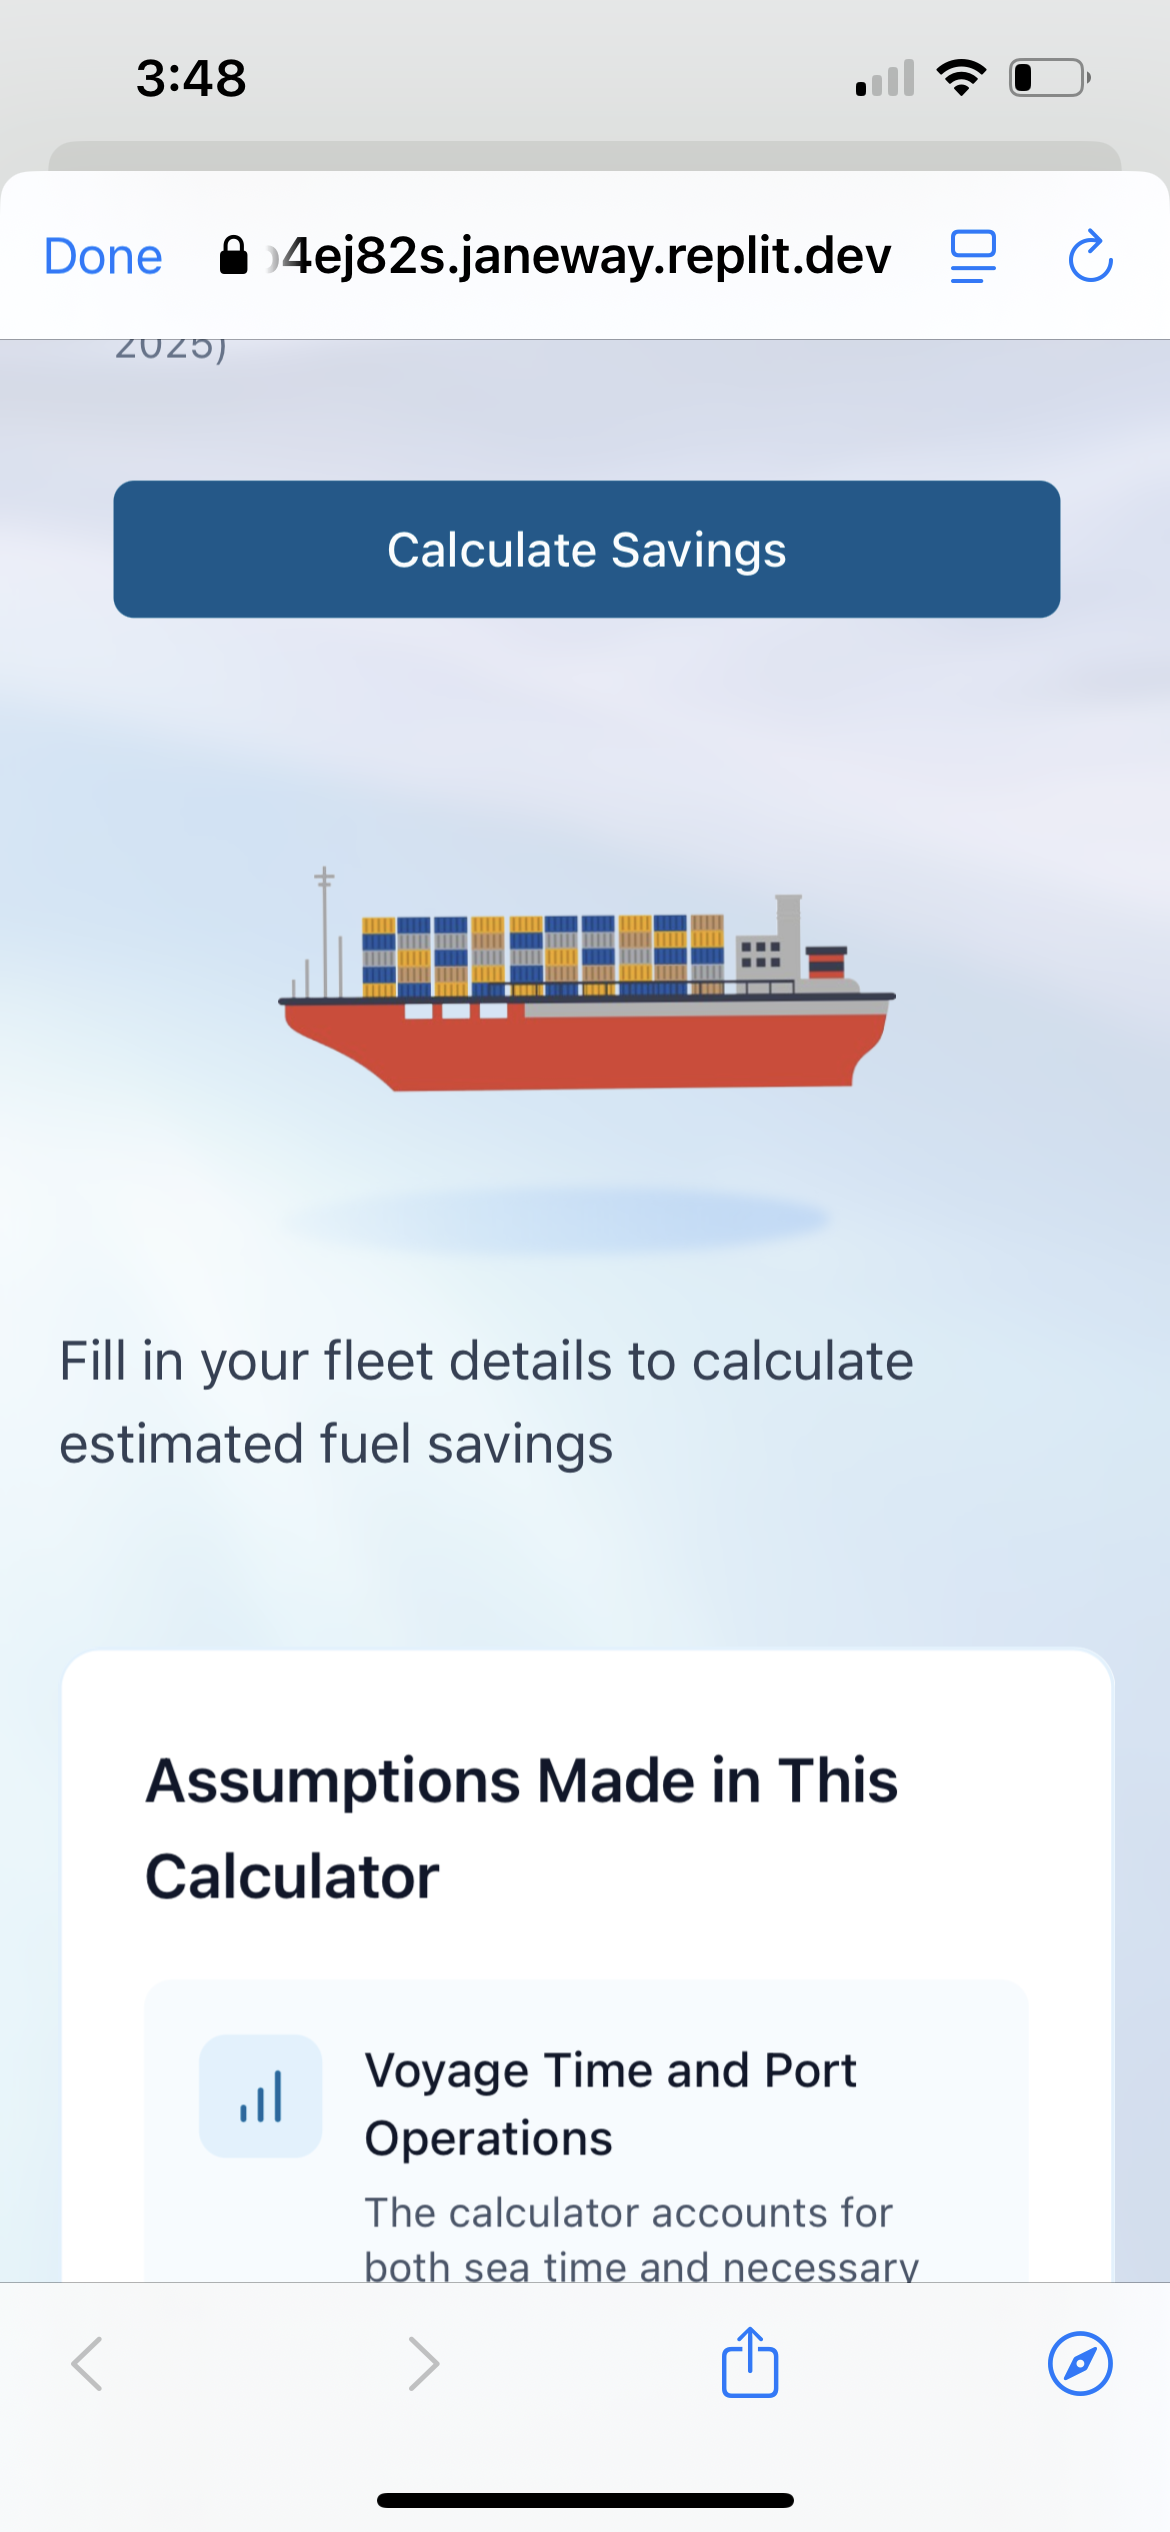 3:48
Done
4ej82s.janeway.replit.dev
2025)
Calculate Savings
Fill in your fleet details to calculate
estimated fuel savings
Assumptions Made in This
Calculator
Voyage Time and Port
Operations
The calculator accounts for
both sea time and necessary